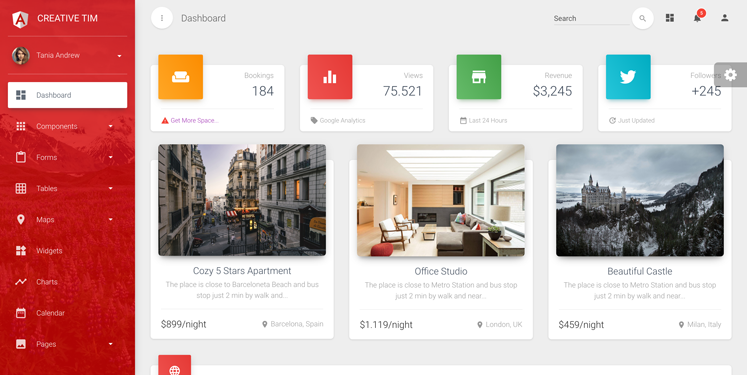 CREATIVE TIM
Tania Andrew
Dashboard
Components
Forms
Tables
Maps
Widgets
Charts
Calendar
Pages
Dashboard
Search
5
Bookings
184
Get More Space...
Views
75.521
Google Analytics
Revenue
$3,245
Last 24 Hours
Followers
+245
Just Updated
Cozy 5 Stars Apartment
The place is close to Barceloneta Beach and bus
stop just 2 min by walk and...
$899/night
Barcelona, Spain
Office Studio
The place is close to Metro Station and bus stop
just 2 min by walk and near...
$1.119/night
London, UK
Beautiful Castle
The place is close to Metro Station and bus stop
just 2 min by walk and near...
$459/night
Milan, Italy